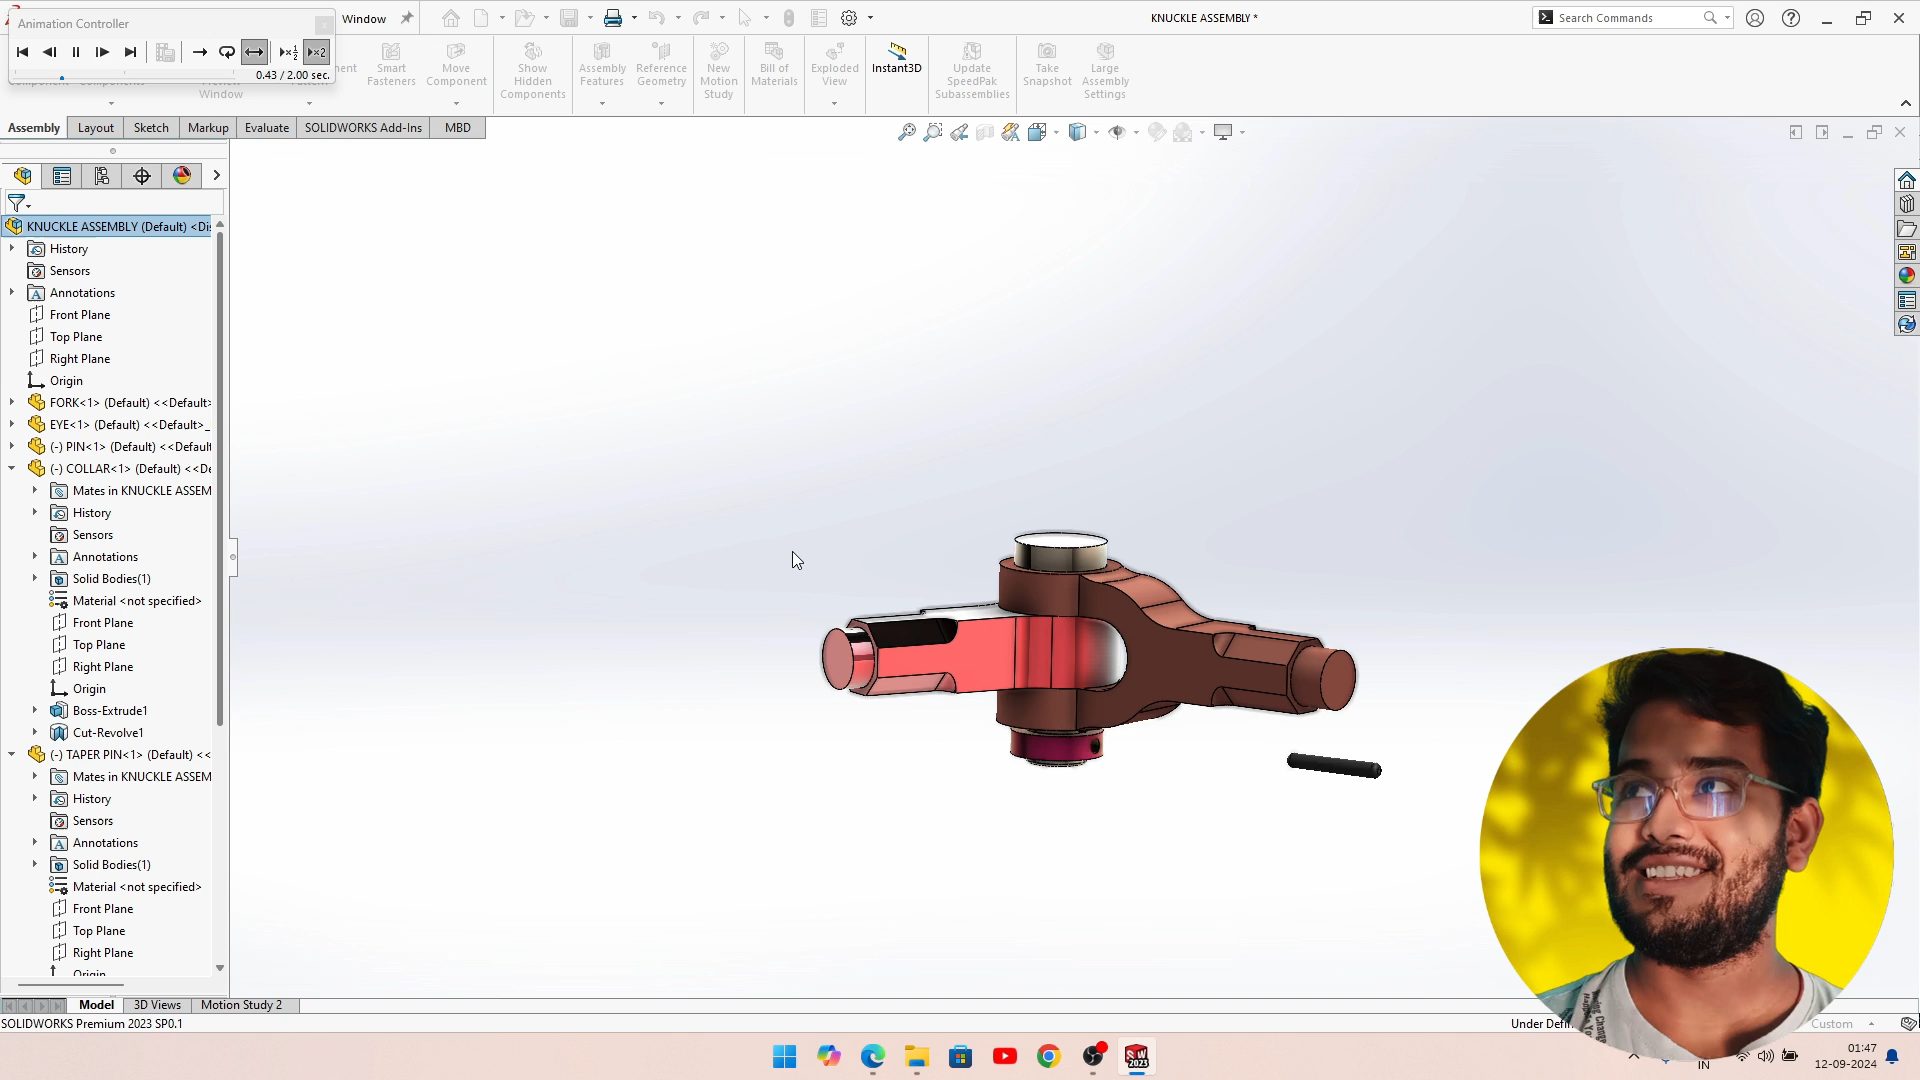 Animation Controller
Window
KNUCKLE ASSEMBLY *
Search Commands
0.43 / 2.00 sec.
Smart Fasteners
Move Component
Show Hidden Components
Assembly Features
Reference Geometry
New Motion Study
Bill of Materials
Exploded View
Instant3D
Update SpeedPak Subassemblies
Take Snapshot
Large Assembly Settings
Window
Assembly
Layout
Sketch
Markup
Evaluate
SOLIDWORKS Add-Ins
MBD
KNUCKLE ASSEMBLY (Default) <Dis
History
Sensors
Annotations
Front Plane
Top Plane
Right Plane
Origin
FORK<1> (Default) <<Default>
EYE<1> (Default) <<Default>_
(-) PIN<1> (Default) <<Default
(-) COLLAR<1> (Default) <<De
Mates in KNUCKLE ASSEM
History
Sensors
Annotations
Solid Bodies(1)
Material <not specified>
Front Plane
Top Plane
Right Plane
Origin
Boss-Extrude1
Cut-Revolve1
(-) TAPER PIN<1> (Default) <<
Mates in KNUCKLE ASSEM
History
Sensors
Annotations
Solid Bodies(1)
Material <not specified>
Front Plane
Top Plane
Right Plane
Origin
Model
3D Views
Motion Study 2
SOLIDWORKS Premium 2023 SP0.1
Under Defi
Custom
IN
01:47
12-09-2024